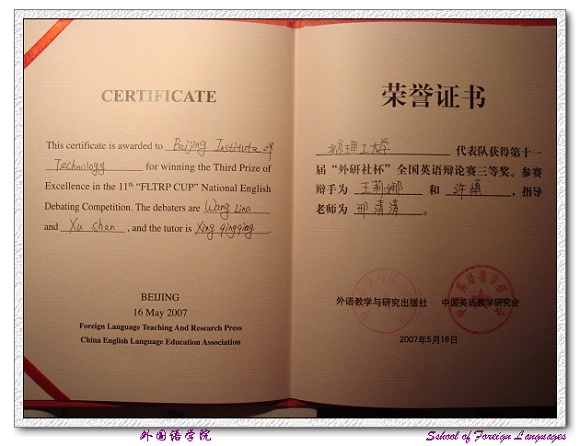 CERTIFICATE
This certificate is awarded to Beijing Institute of
Technology for winning the Third Prize of
Excellence in the 11th "FLTRP CUP" National English
Debating Competition. The debaters are Wang Lina
and Xu shen, and the tutor is Xing qingqing.
BEIJING
16 May 2007
Foreign Language Teaching And Research Press
China English Language Education Association
荣誉证书
北京理工大学 代表队获得第十一
届“外研社杯”全国英语辩论赛三等奖。参赛
辩手为 王莉娜 和 许慎,指导
老师为 邢清清。
外语教学与研究出版社 中国英语教学研究会
2007年5月16日
外国语学院 School of Foreign Languages